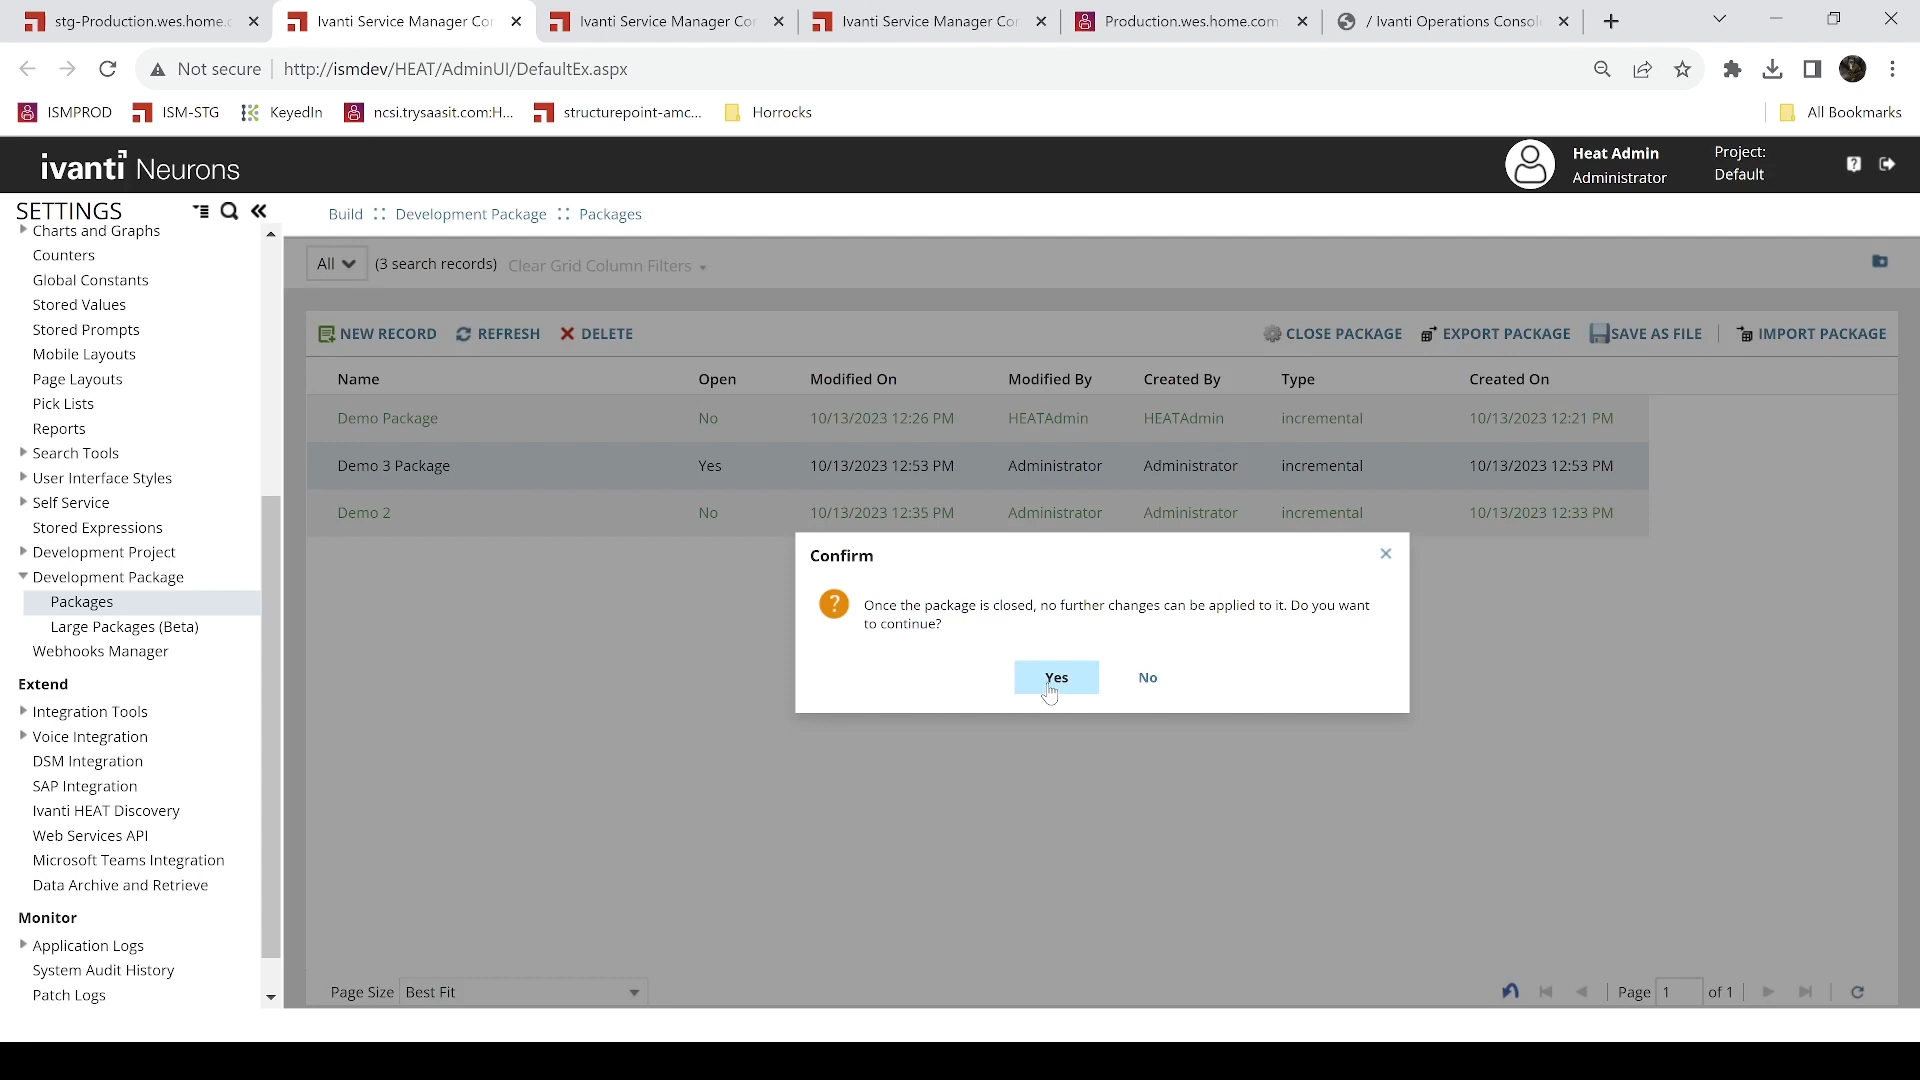 stg-Production.wes.home.c
Ivanti Service Manager Cor
Ivanti Service Manager Cor
Ivanti Service Manager Cor
Production.wes.home.com
/ Ivanti Operations Consol
Not secure
http://ismdev/HEAT/AdminUI/DefaultEx.aspx
ISMPROD
ISM-STG
KeyedIn
ncsi.trysaasit.com:H...
structurepoint-amc...
Horrocks
All Bookmarks
ivanti Neurons
Heat Admin
Administrator
Project:
Default
SETTINGS
Build :: Development Package :: Packages
Charts and Graphs
Counters
Global Constants
Stored Values
Stored Prompts
Mobile Layouts
Page Layouts
Pick Lists
Reports
Search Tools
User Interface Styles
Self Service
Stored Expressions
Development Project
Development Package
Packages
Large Packages (Beta)
Webhooks Manager
Extend
Integration Tools
Voice Integration
DSM Integration
SAP Integration
Ivanti HEAT Discovery
Web Services API
Microsoft Teams Integration
Data Archive and Retrieve
Monitor
Application Logs
System Audit History
Patch Logs
All (3 search records) Clear Grid Column Filters
NEW RECORD REFRESH DELETE CLOSE PACKAGE EXPORT PACKAGE SAVE AS FILE IMPORT PACKAGE
Name Open Modified On Modified By Created By Type Created On
Demo Package No 10/13/2023 12:26 PM HEATAdmin HEATAdmin incremental 10/13/2023 12:21 PM
Demo 3 Package Yes 10/13/2023 12:53 PM Administrator Administrator incremental 10/13/2023 12:53 PM
Demo 2 No 10/13/2023 12:35 PM Administrator Administrator incremental 10/13/2023 12:33 PM
Confirm
Once the package is closed, no further changes can be applied to it. Do you want
to continue?
Yes No
Page Size Best Fit Page 1 of 1